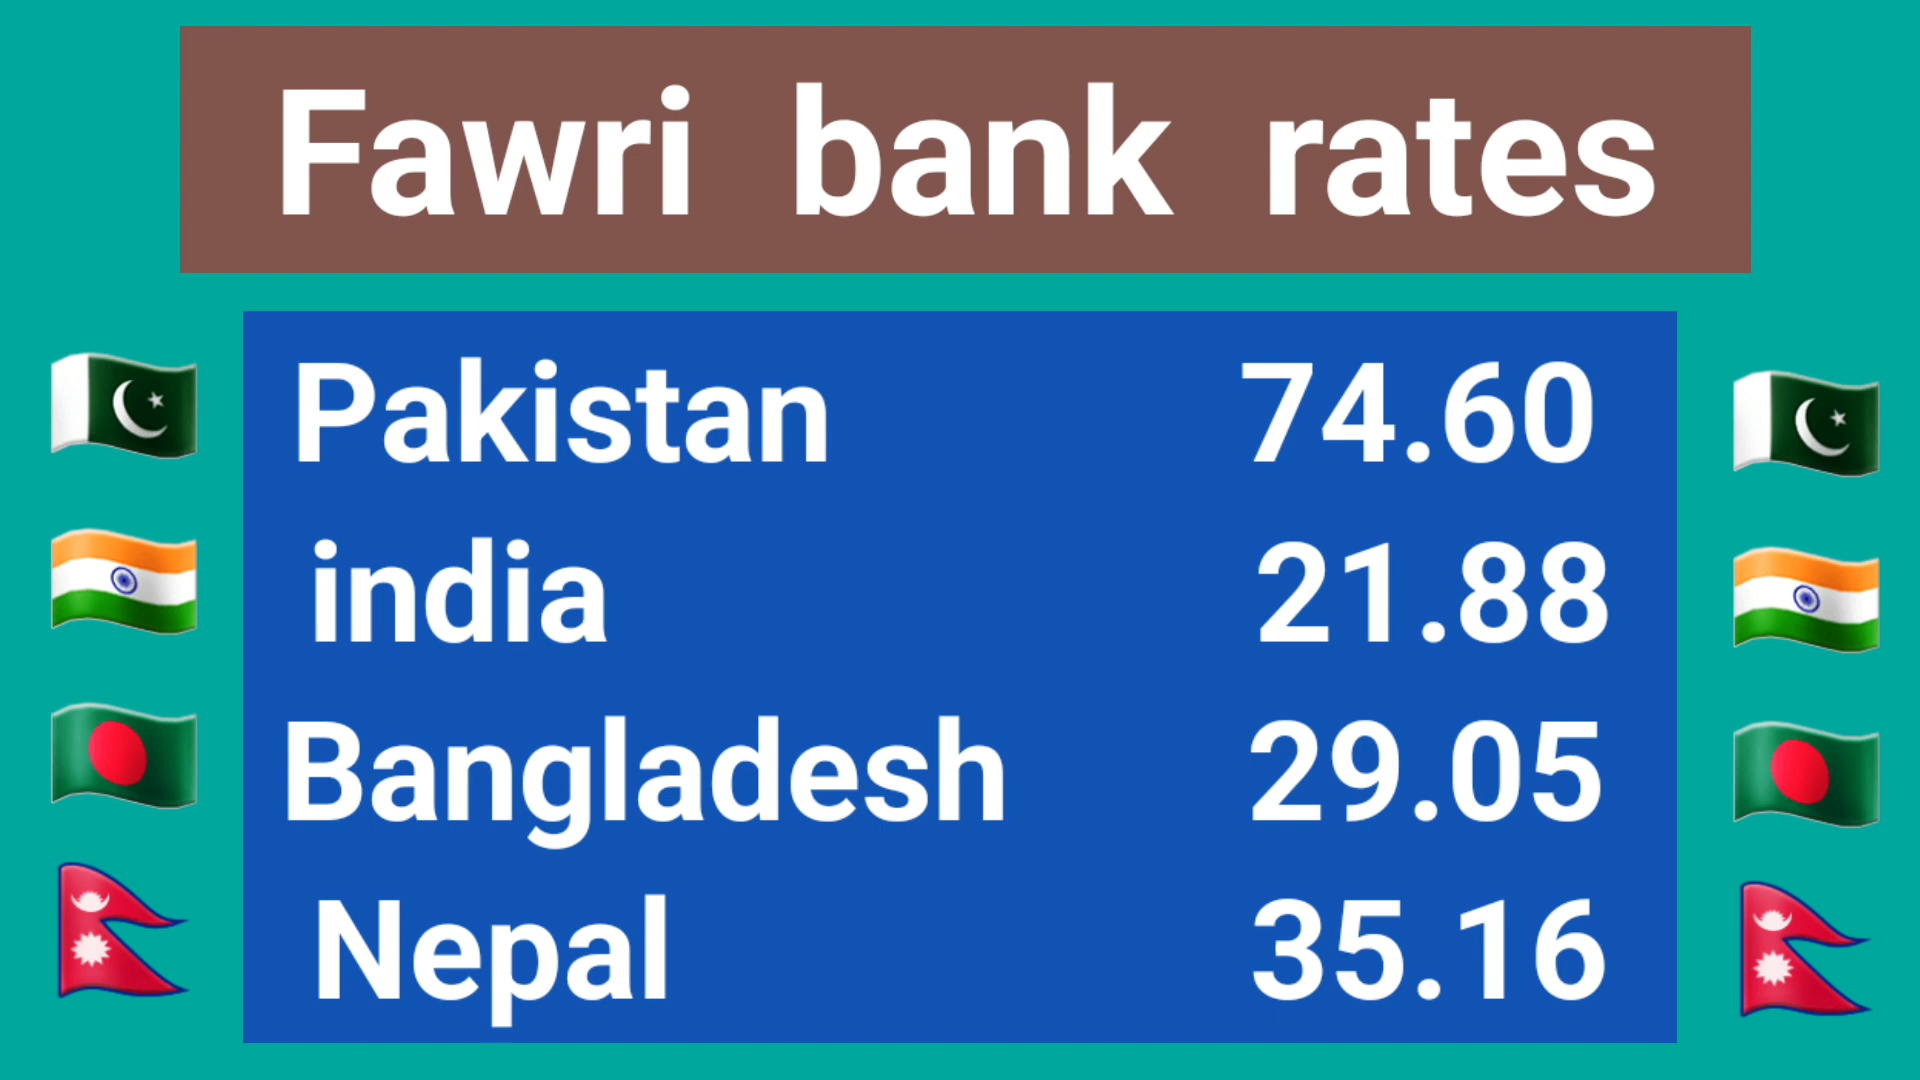 Fawri bank rates
Pakistan 74.60
india 21.88
Bangladesh 29.05
Nepal 35.16